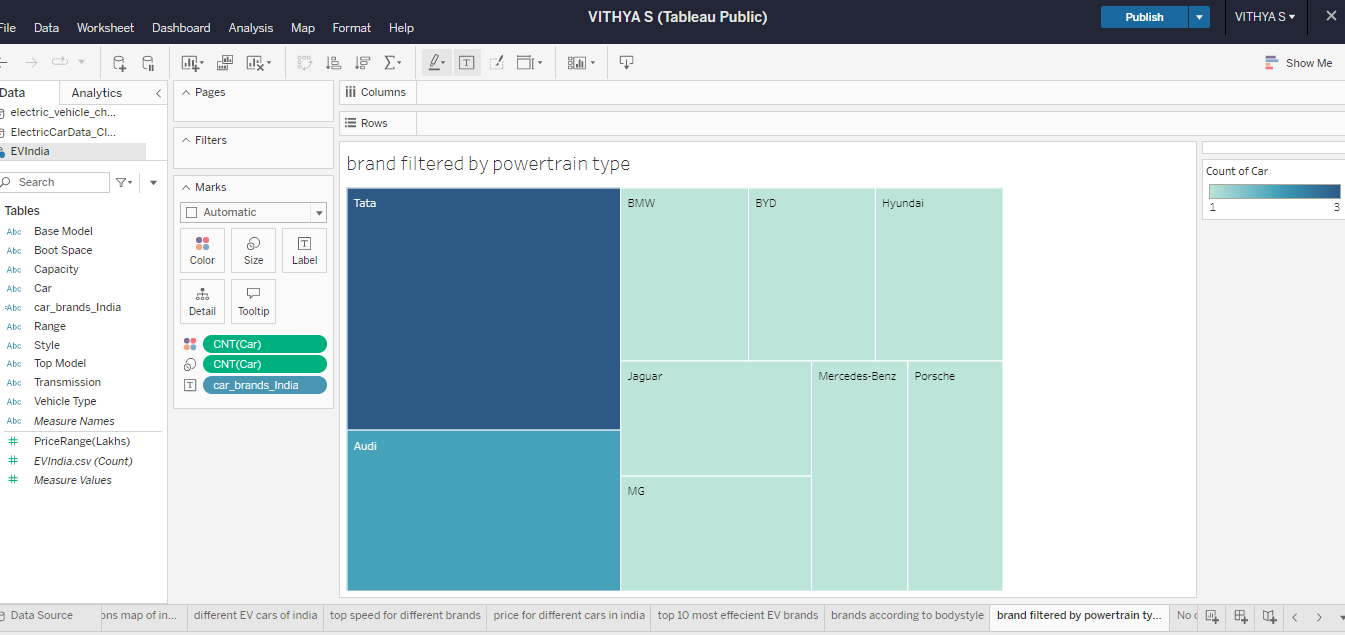 VITHYA S (Tableau Public)
File Data Worksheet Dashboard Analysis Map Format Help
Publish
VITHYA S
Show Me
Data Analytics
electric_vehicle_ch...
ElectricCarData_Cl...
EVIndia
Search
Tables
Abc Base Model
Abc Boot Space
Abc Capacity
Abc Car
=Abc car_brands_India
Abc Range
Abc Style
Abc Top Model
Abc Transmission
Abc Vehicle Type
Abc Measure Names
# PriceRange(Lakhs)
# EVIndia.csv (Count)
# Measure Values
Pages
Filters
Marks
Automatic
Color Size Label
Detail Tooltip
CNT(Car)
CNT(Car)
T car_brands_India
Columns
Rows
brand filtered by powertrain type
Tata
BMW
BYD
Hyundai
Jaguar
Mercedes-Benz
Porsche
Audi
MG
Count of Car
1 3
Data Source
ons map of in...
different EV cars of india
top speed for different brands
price for different cars in india
top 10 most effecient EV brands
brands according to bodystyle
brand filtered by powertrain ty...
No